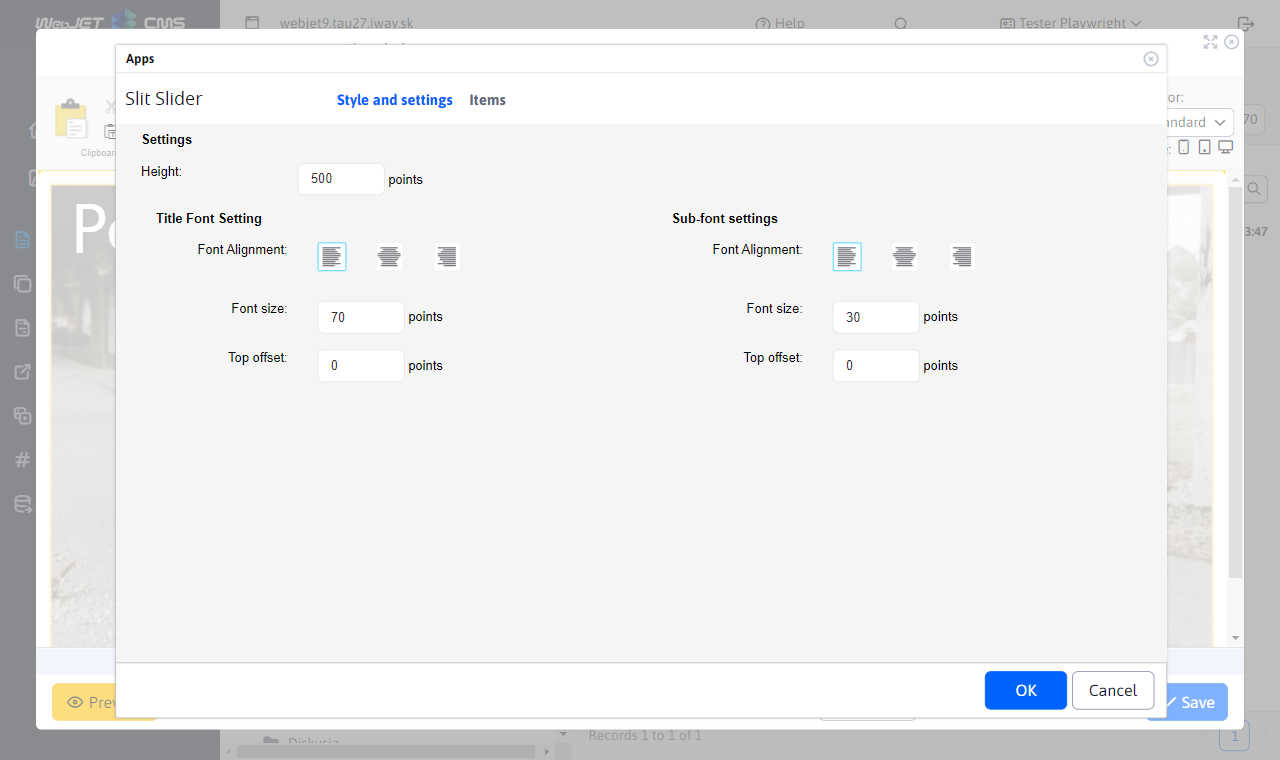 WebJET CMS
webjet9.tau27.iway.sk
Help
Tester Playwright
Apps
Slit Slider
Style and settings
Items
or:
andard
70
Clipboar
Settings
Height:
500
points
Title Font Setting
Sub-font settings
3:47
Font Alignment:
Font Alignment:
Font size:
70
points
Font size:
30
points
Top offset:
0
points
Top offset:
0
points
OK
Cancel
Prev
Save
Diskusia
Records 1 to 1 of 1
1